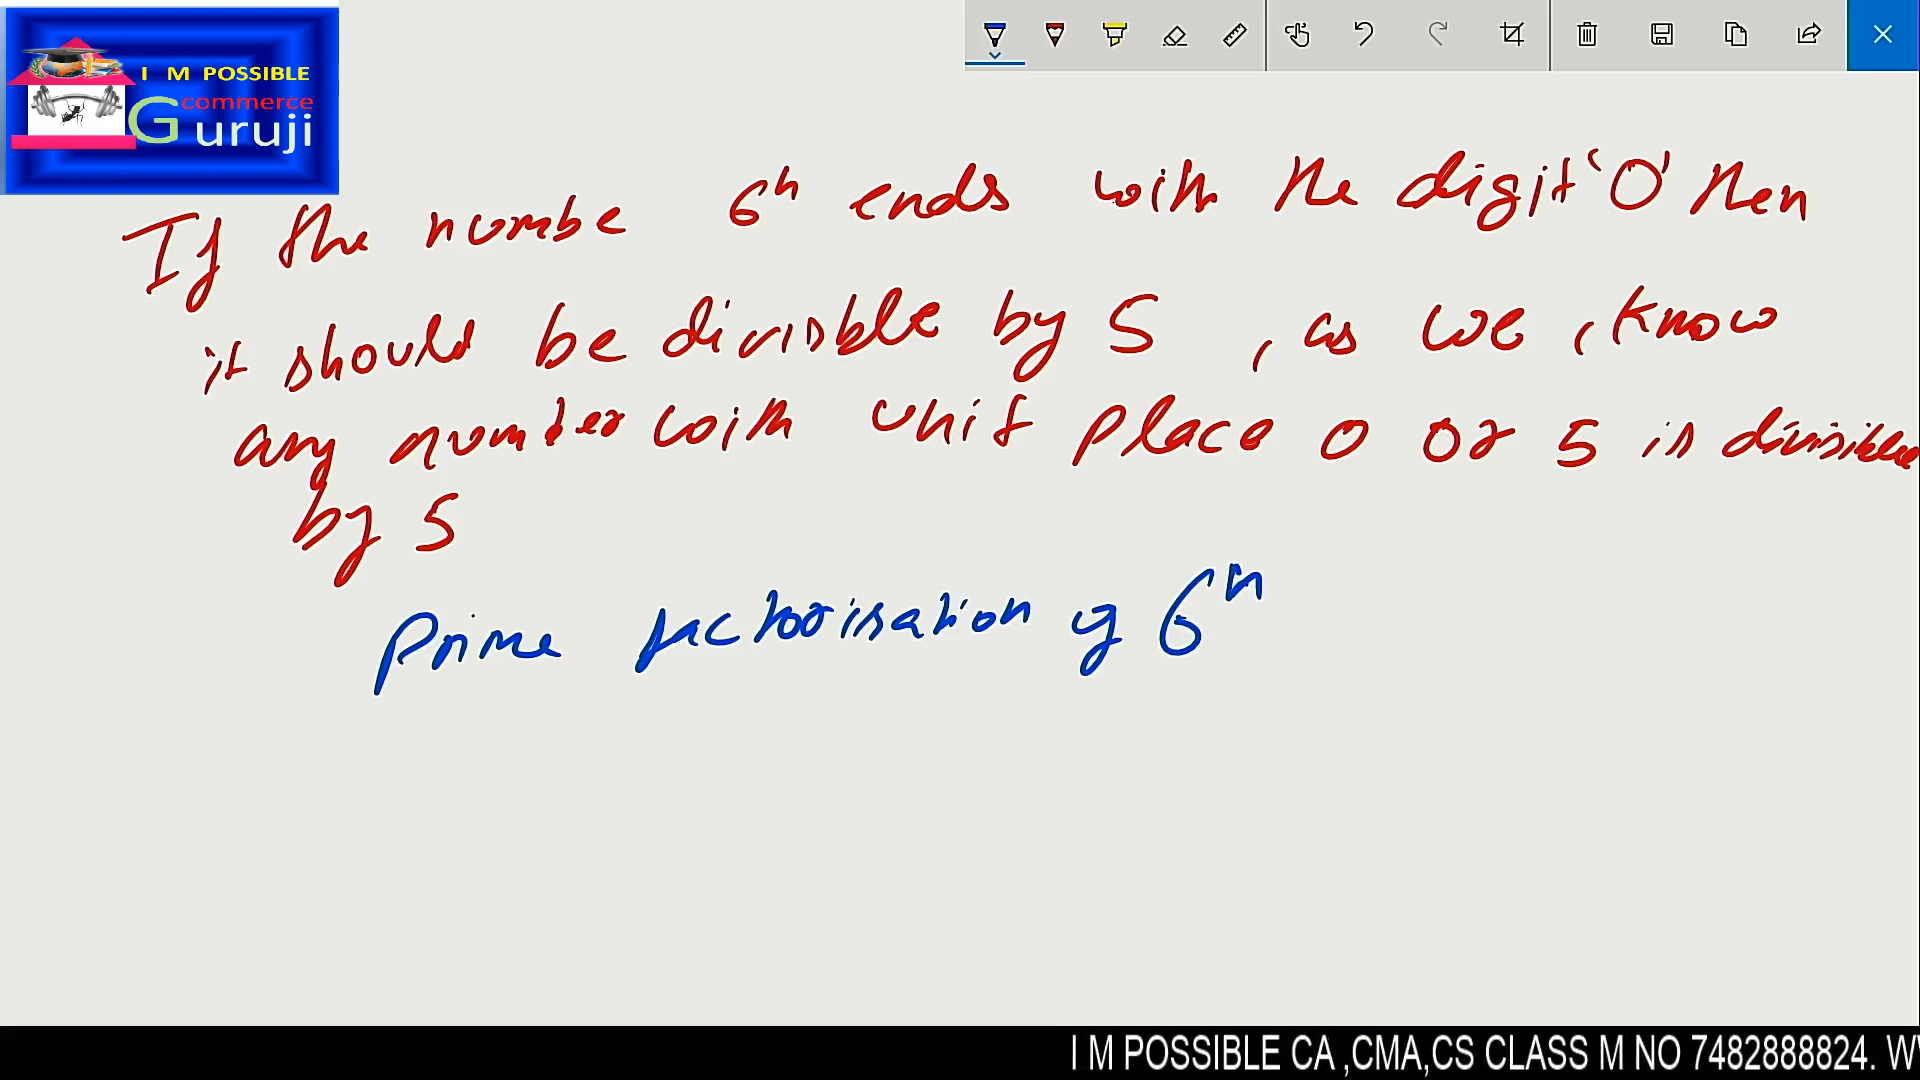 I M POSSIBLE
commerce
Guruji
If the numbe 6ⁿ ends with the digit '0' then
it should be divisble by 5 , as we , know
any number with unit place 0 or 5 is divisible
by 5
Prime factorisation of 6ⁿ
I M POSSIBLE CA ,CMA,CS CLASS M NO 7482888824. W